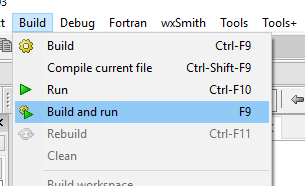 Build Debug Fortran wxSmith Tools Tools+
Build Ctrl-F9
Compile current file Ctrl-Shift-F9
Run Ctrl-F10
Build and run F9
Rebuild Ctrl-F11
Clean
Build workspace